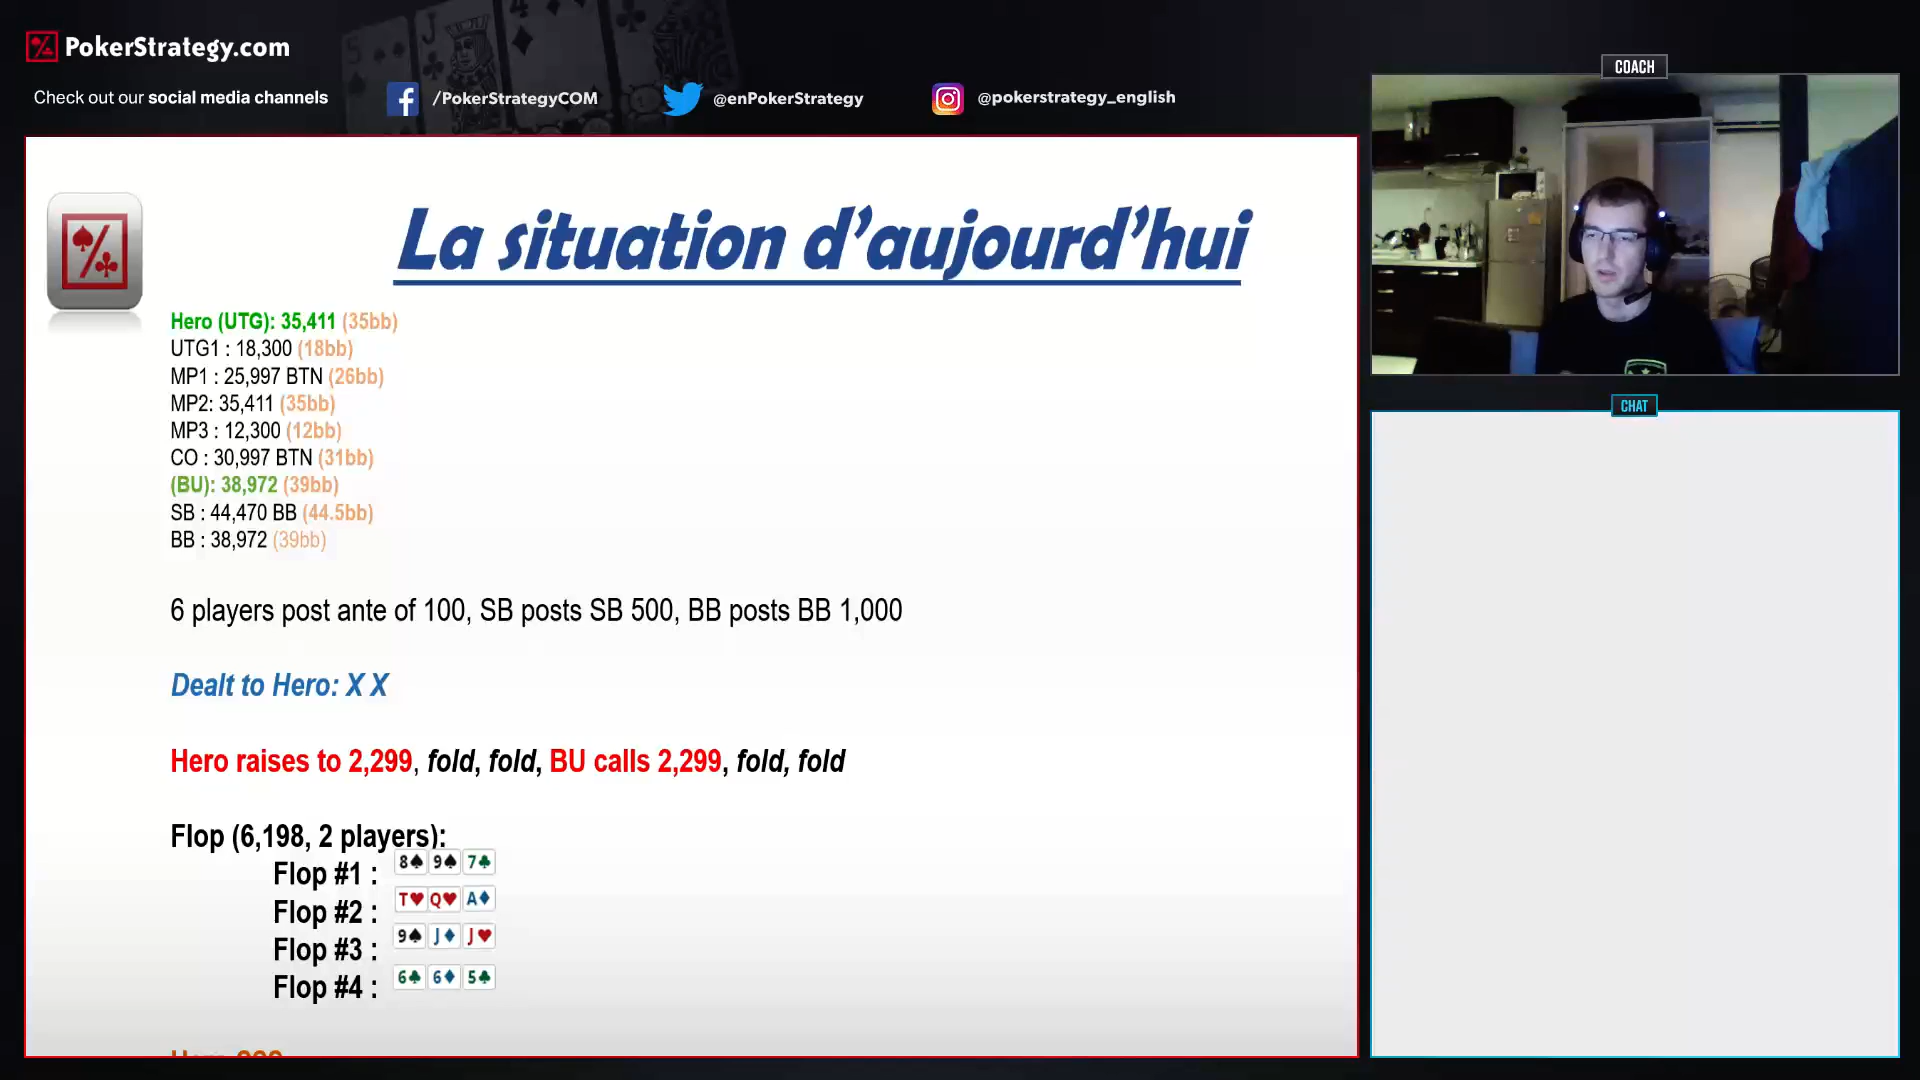 PokerStrategy.com
Check out our social media channels
/PokerStrategyCOM
@enPokerStrategy
@pokerstrategy_english
COACH
La situation d'aujourd'hui
Hero (UTG): 35,411 (35bb)
UTG1 : 18,300 (18bb)
MP1 : 25,997 BTN (26bb)
MP2: 35,411 (35bb)
MP3 : 12,300 (12bb)
CO : 30,997 BTN (31bb)
(BU): 38,972 (39bb)
SB : 44,470 BB (44.5bb)
BB : 38,972 (39bb)
6 players post ante of 100, SB posts SB 500, BB posts BB 1,000
Dealt to Hero: X X
Hero raises to 2,299, fold, fold, BU calls 2,299, fold, fold
Flop (6,198, 2 players):
Flop #1 : 8♠ 9♠ 7♣
Flop #2 : T♥ Q♥ A♦
Flop #3 : 9♠ J♦ J♥
Flop #4 : 6♣ 6♦ 5♣
CHAT